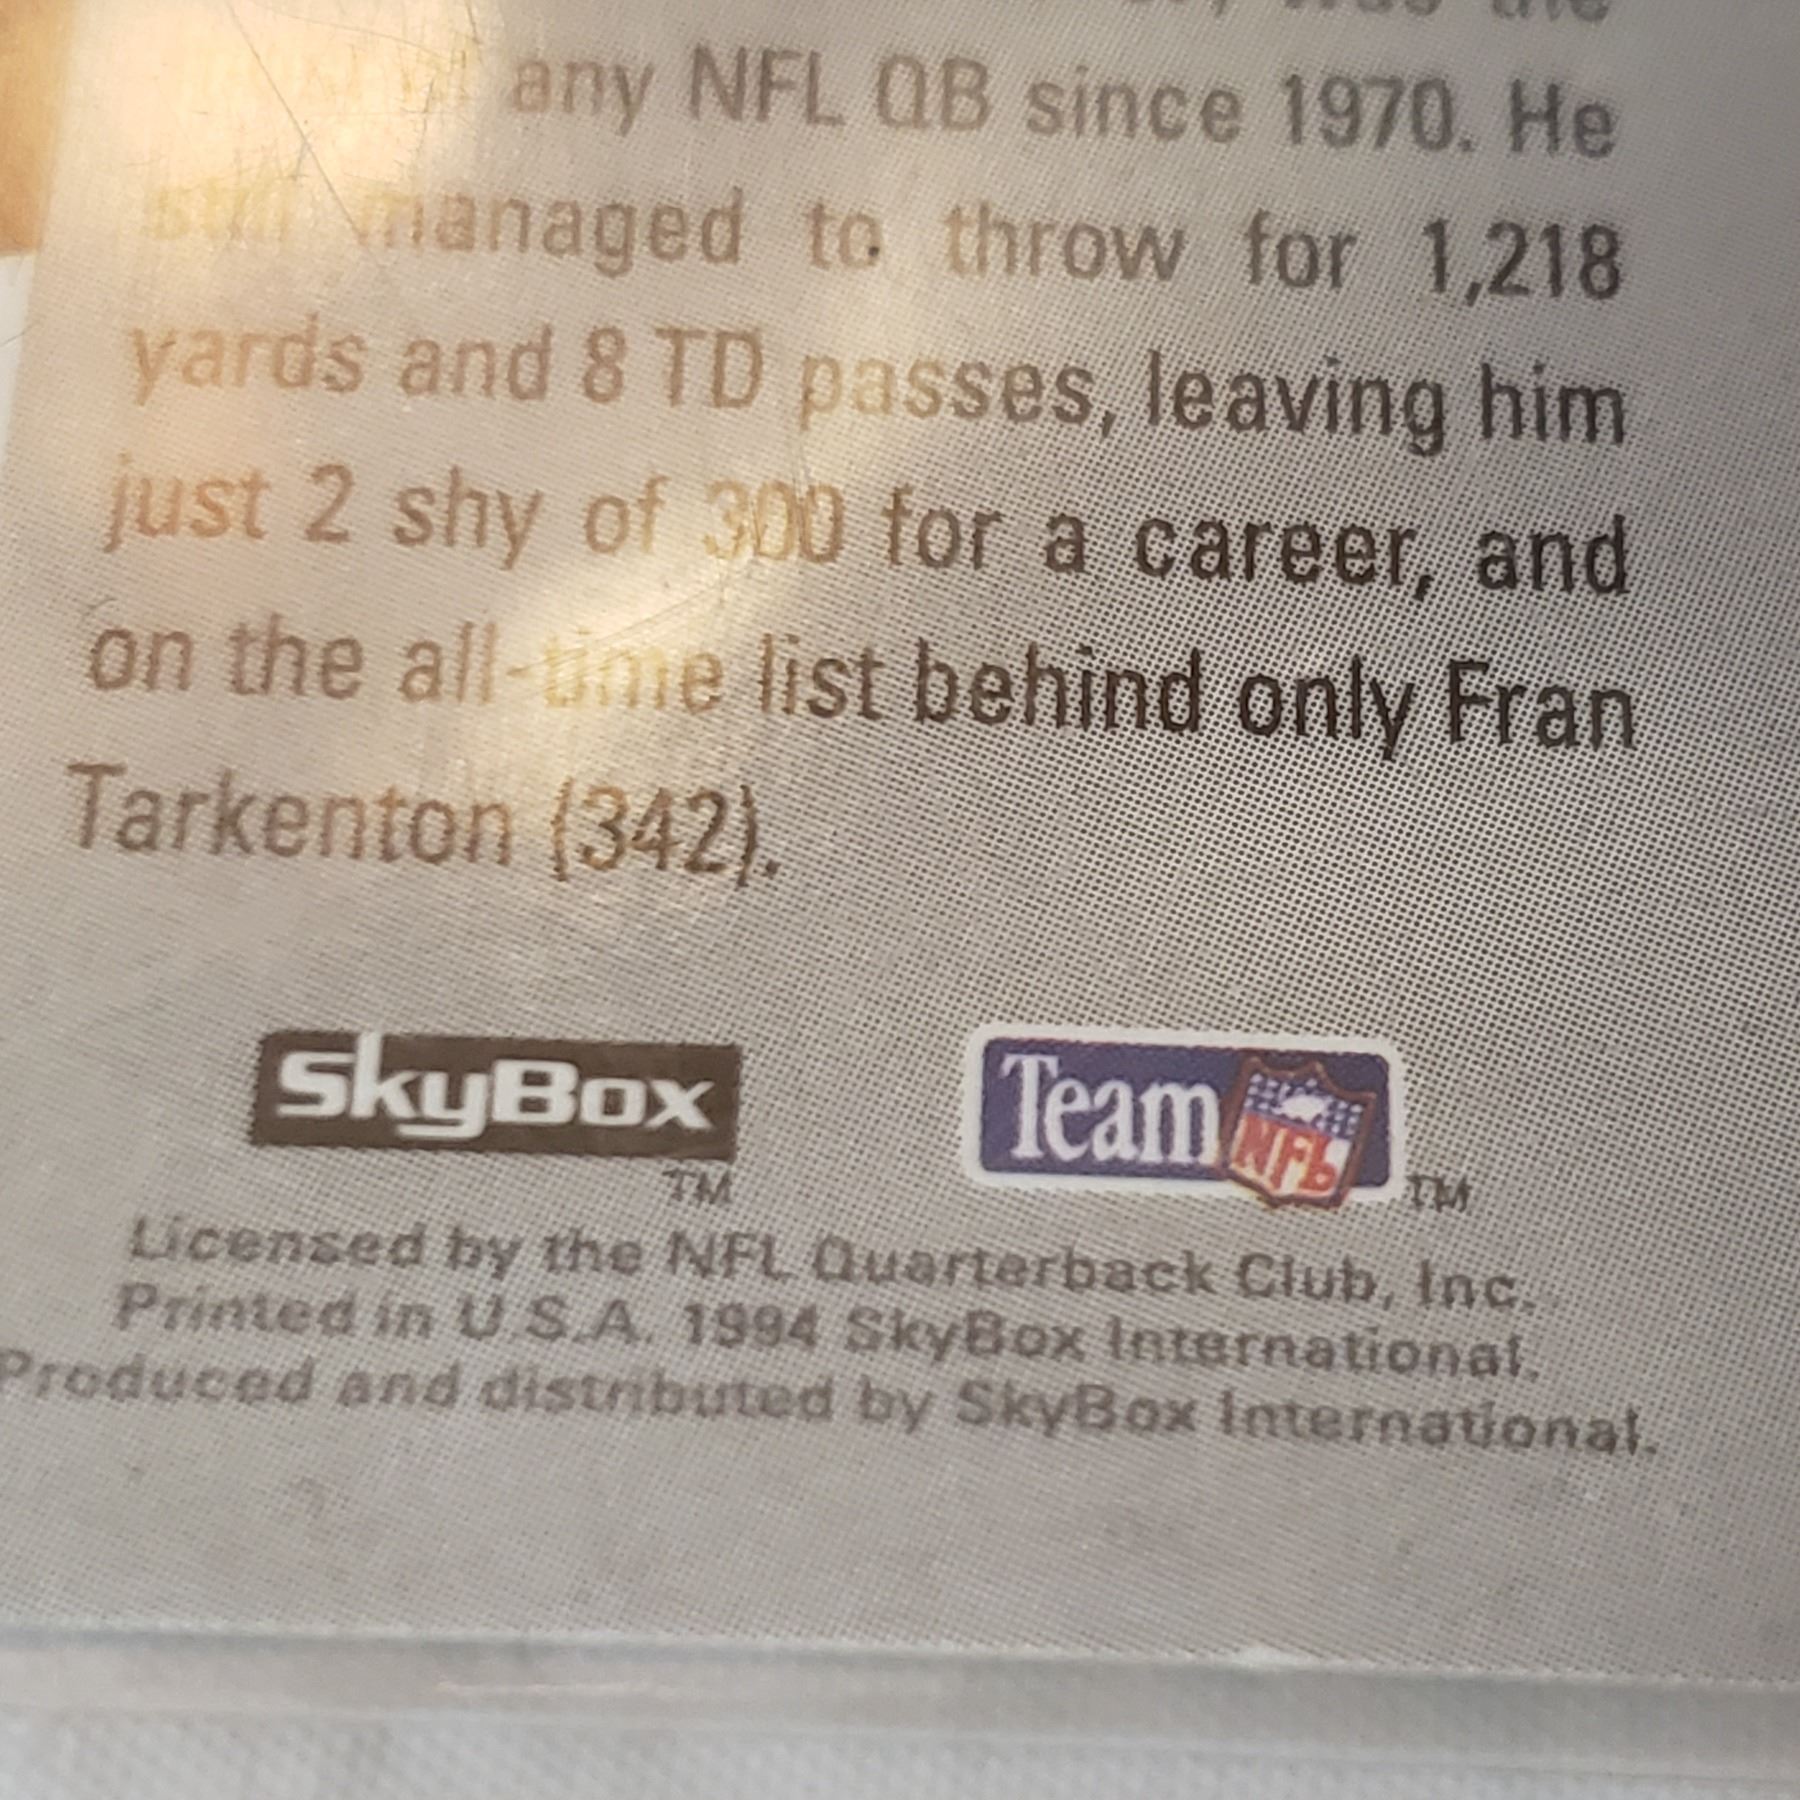 was the
any NFL QB since 1970. He
still managed to throw for 1,218
yards and 8 TD passes, leaving him
just 2 shy of 300 for a career, and
on the all-time list behind only Fran
Tarkenton (342).
SkyBox TM
Team NFL TM
Licensed by the NFL Quarterback Club, Inc.
Printed in U.S.A. 1994 SkyBox International.
Produced and distributed by SkyBox International.